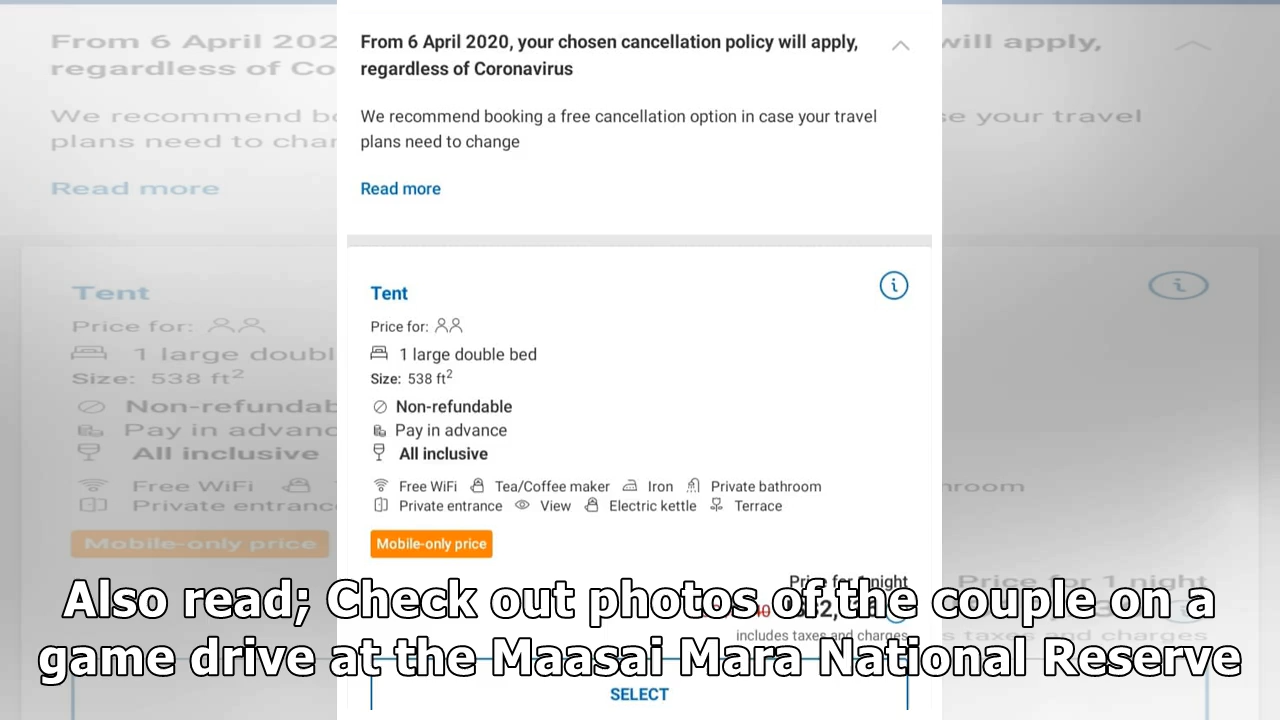 From 6 April 2020, your chosen cancellation policy will apply,
regardless of Coronavirus
We recommend booking a free cancellation option in case your travel
plans need to change
Read more
Tent
Price for:
1 large double bed
Size: 538 ft²
Non-refundable
Pay in advance
All inclusive
Free WiFi Tea/Coffee maker Iron Private bathroom
Private entrance View Electric kettle Terrace
Mobile-only price
Price for 1 night
includes taxes and charges
Also read; Check out photos of the couple on a
game drive at the Maasai Mara National Reserve
SELECT